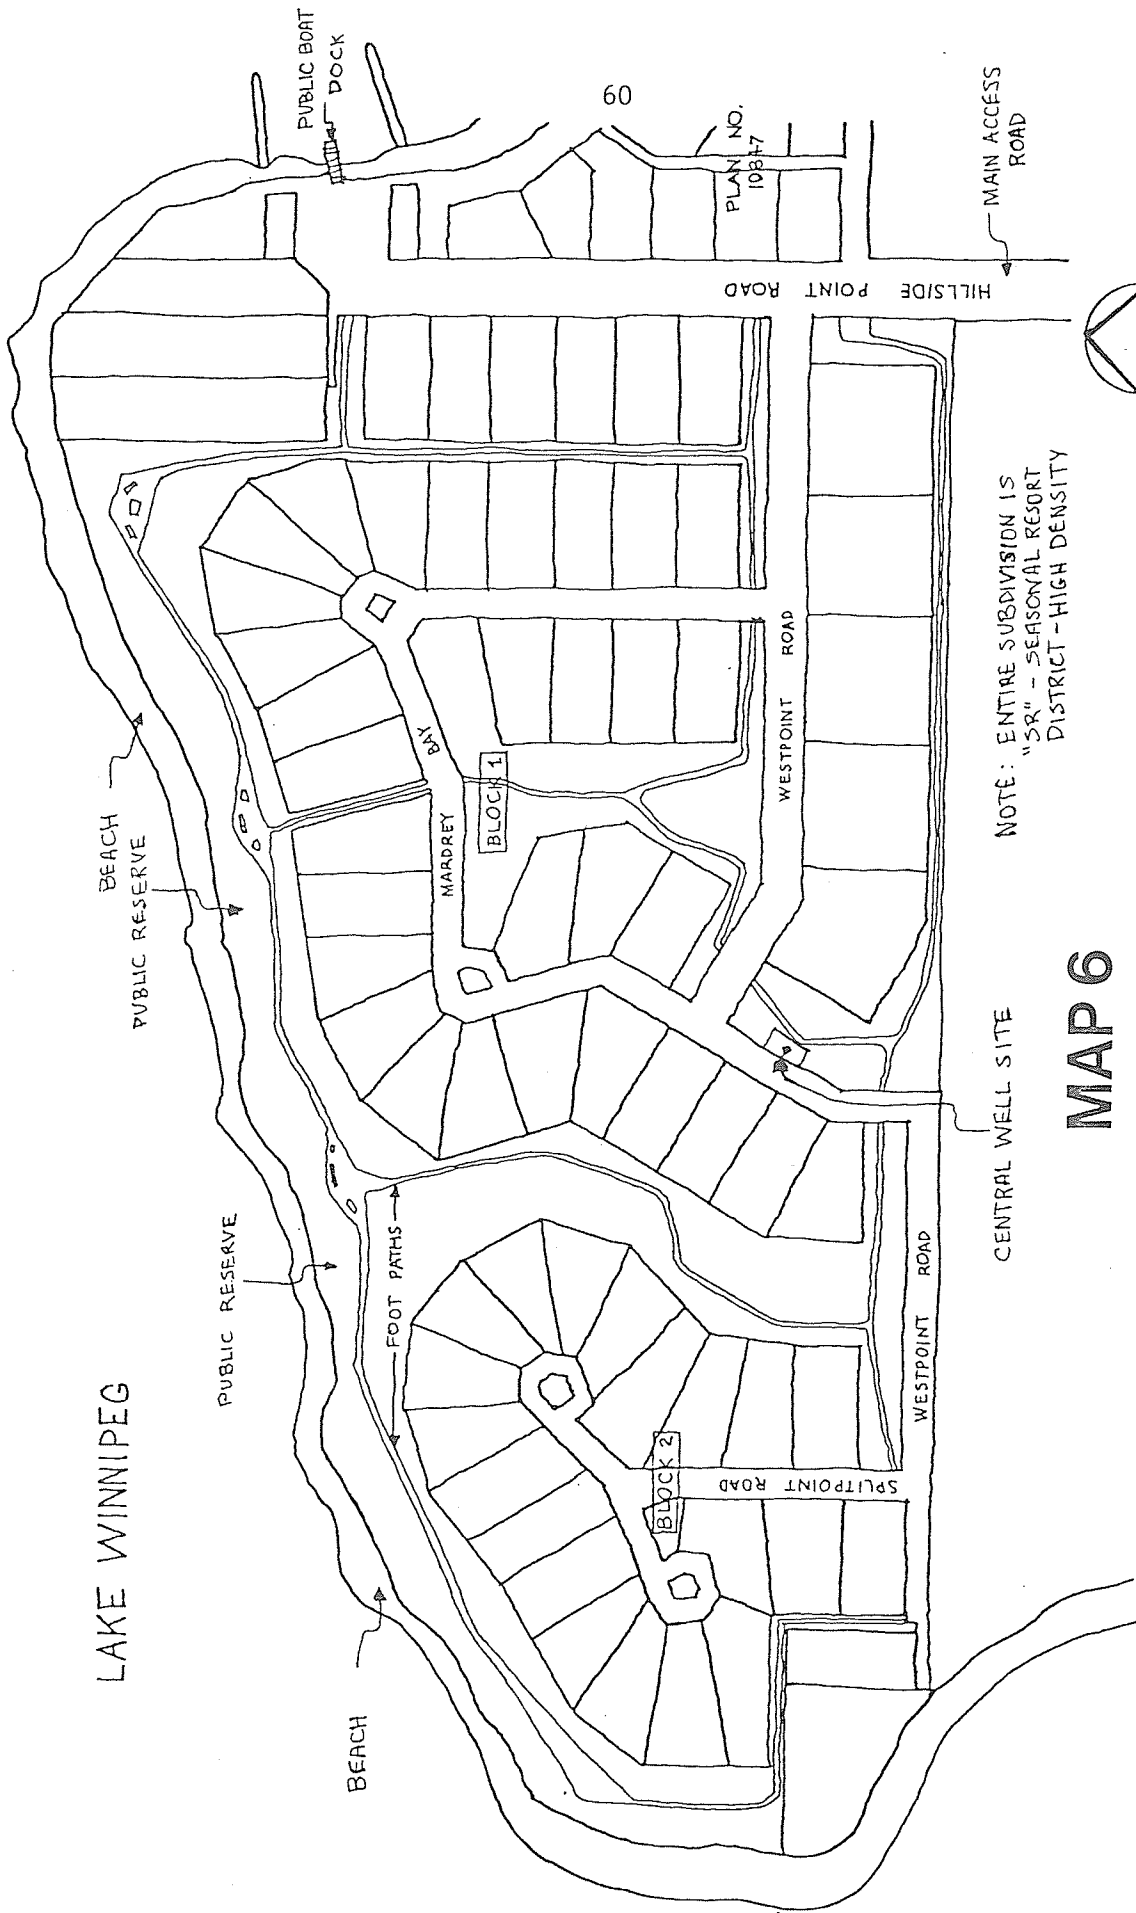 LAKE WINNIPEG
BEACH
PUBLIC RESERVE
FOOT PATHS
PUBLIC RESERVE
BEACH
PUBLIC BOAT
DOCK
60
PLAN NO.
10847
MARDREY BAY
BLOCK 1
BLOCK 2
SPLITPOINT ROAD
WESTPOINT ROAD
WESTPOINT ROAD
HILLSIDE POINT ROAD
MAIN ACCESS
ROAD
CENTRAL WELL SITE
NOTE: ENTIRE SUBDIVISION IS
"SR" - SEASONAL RESORT
DISTRICT - HIGH DENSITY
MAP 6